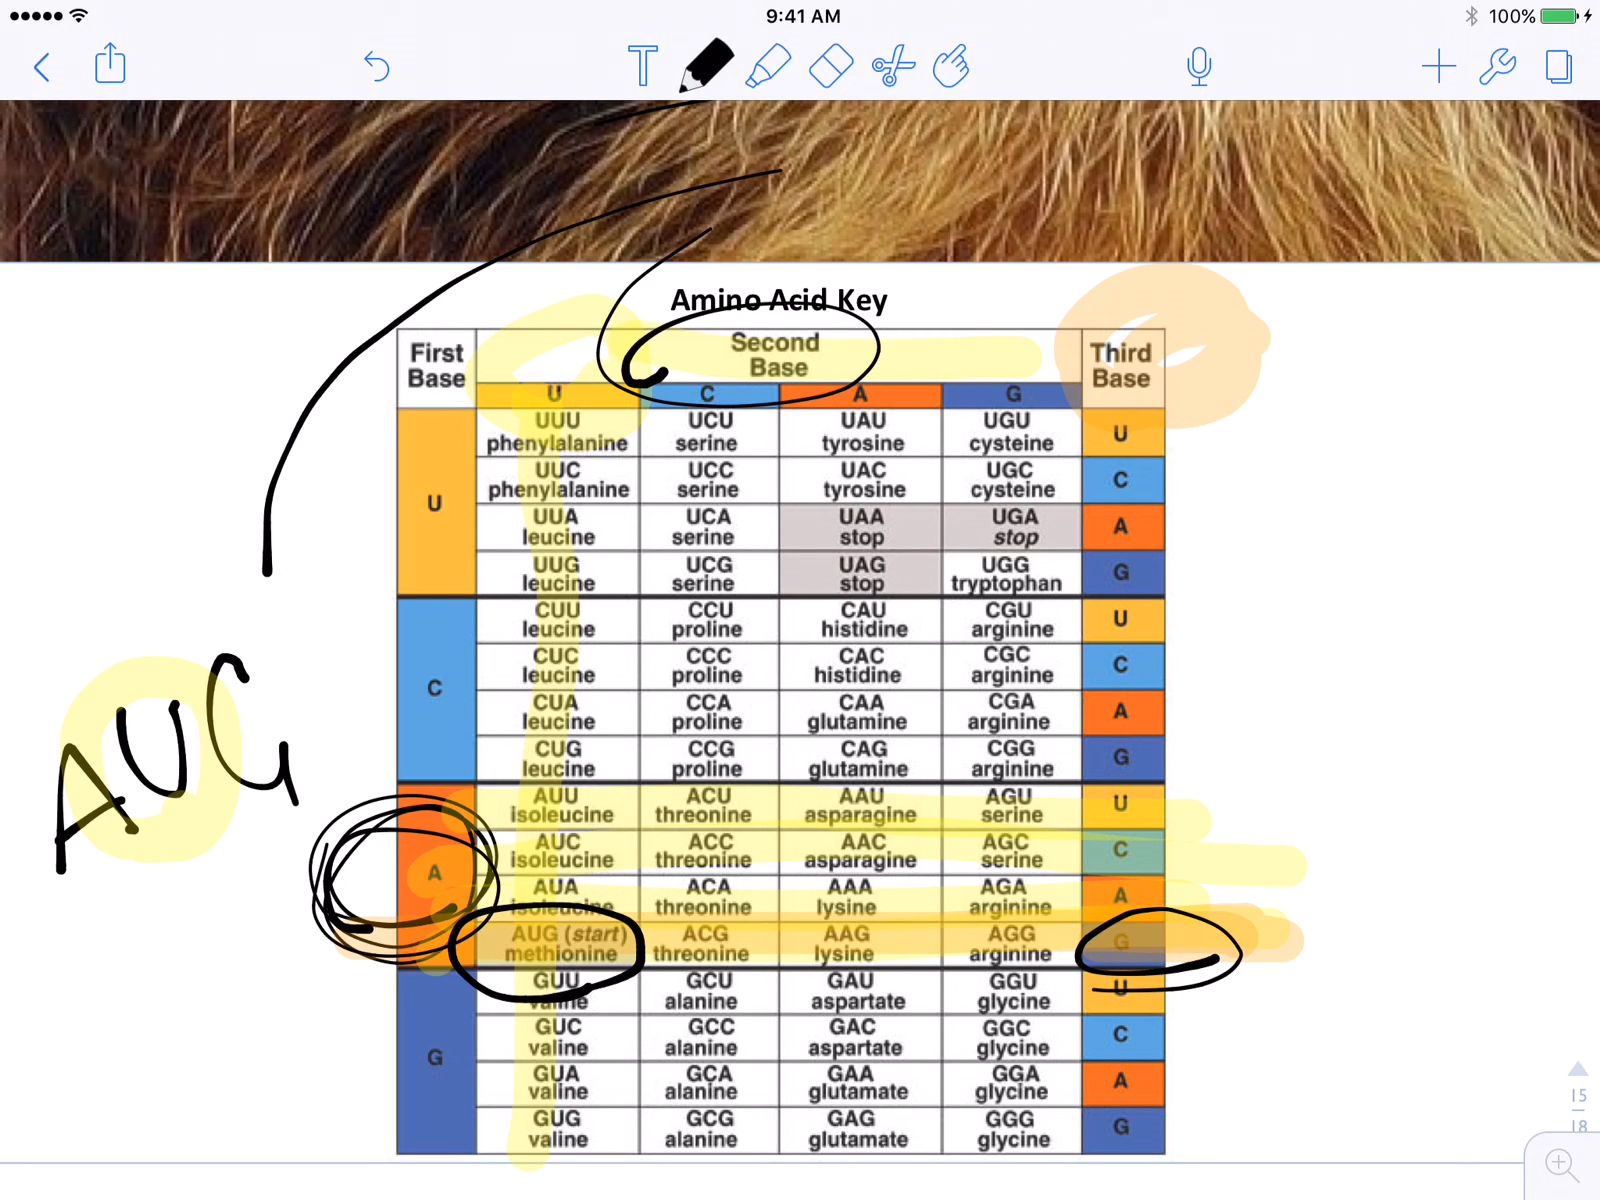 9:41 AM
100%
T
Amino Acid Key
First Base
Second Base
Third Base
U C A G
U
UUU phenylalanine
UCU serine
UAU tyrosine
UGU cysteine
U
UUC phenylalanine
UCC serine
UAC tyrosine
UGC cysteine
C
UUA leucine
UCA serine
UAA stop
UGA stop
A
UUG leucine
UCG serine
UAG stop
UGG tryptophan
G
C
CUU leucine
CCU proline
CAU histidine
CGU arginine
U
CUC leucine
CCC proline
CAC histidine
CGC arginine
C
CUA leucine
CCA proline
CAA glutamine
CGA arginine
A
CUG leucine
CCG proline
CAG glutamine
CGG arginine
G
AUG
A
AUU isoleucine
ACU threonine
AAU asparagine
AGU serine
U
AUC isoleucine
ACC threonine
AAC asparagine
AGC serine
C
AUA isoleucine
ACA threonine
AAA lysine
AGA arginine
A
AUG (start) methionine
ACG threonine
AAG lysine
AGG arginine
G
G
GUU valine
GCU alanine
GAU aspartate
GGU glycine
U
GUC valine
GCC alanine
GAC aspartate
GGC glycine
C
GUA valine
GCA alanine
GAA glutamate
GGA glycine
A
GUG valine
GCG alanine
GAG glutamate
GGG glycine
G
15
18